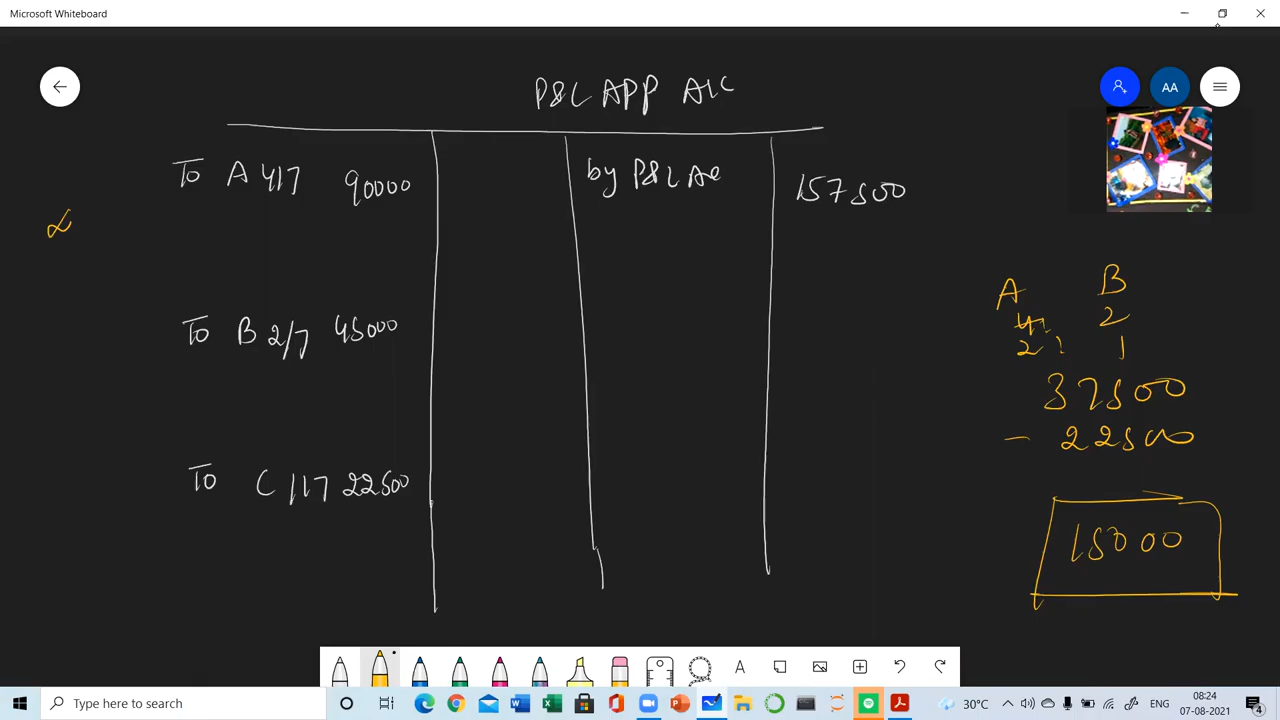 Microsoft Whiteboard
AA
P&L APP A/C
To A 4/7 90000
by P&L Ac
157500
To B 2/7 45000
To C 1/7 22500
A B
4 2
2 : 1
37500
- 22500
15000
A
Type here to search
30°C
ENG
08:24
07-08-2021
4